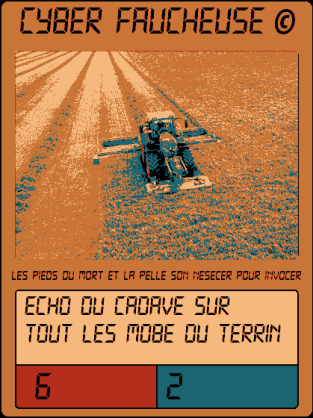 CYBER FAUCHEUSE ©
LES PIEDS DU MORT ET LA PELLE SON NESECER POUR INVOCER
ECHO DU CADAVE SUR
TOUT LES MOBE DU TERRIN
6 2